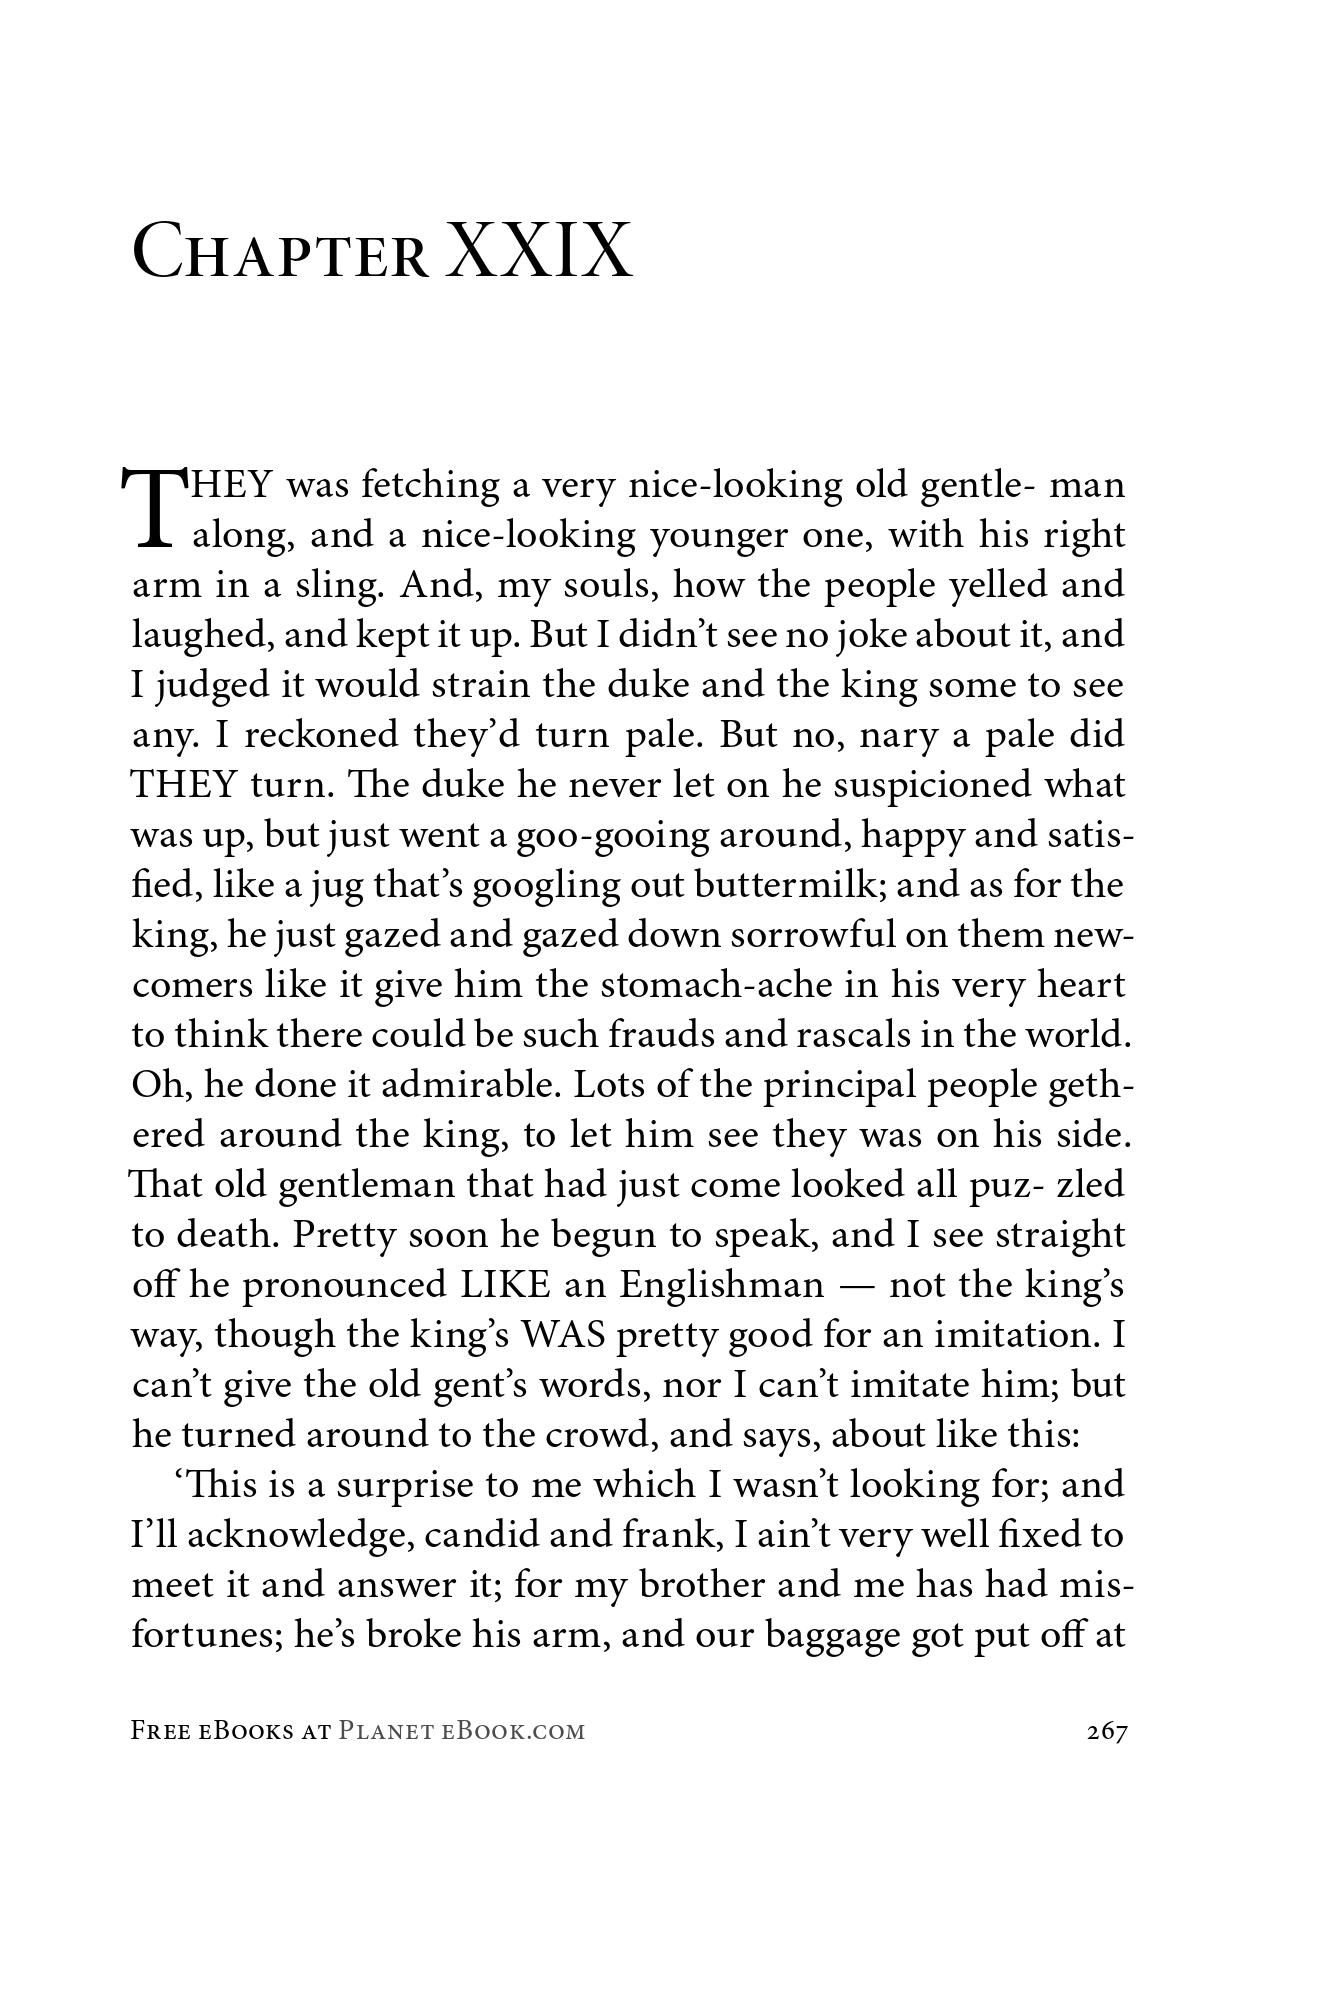 Chapter XXIX
THEY was fetching a very nice-looking old gentle- man
along, and a nice-looking younger one, with his right
arm in a sling. And, my souls, how the people yelled and
laughed, and kept it up. But I didn’t see no joke about it, and
I judged it would strain the duke and the king some to see
any. I reckoned they’d turn pale. But no, nary a pale did
THEY turn. The duke he never let on he suspicioned what
was up, but just went a goo-gooing around, happy and satis-
fied, like a jug that’s googling out buttermilk; and as for the
king, he just gazed and gazed down sorrowful on them new-
comers like it give him the stomach-ache in his very heart
to think there could be such frauds and rascals in the world.
Oh, he done it admirable. Lots of the principal people geth-
ered around the king, to let him see they was on his side.
That old gentleman that had just come looked all puz- zled
to death. Pretty soon he begun to speak, and I see straight
off he pronounced LIKE an Englishman — not the king’s
way, though the king’s WAS pretty good for an imitation. I
can’t give the old gent’s words, nor I can’t imitate him; but
he turned around to the crowd, and says, about like this:
‘This is a surprise to me which I wasn’t looking for; and
I’ll acknowledge, candid and frank, I ain’t very well fixed to
meet it and answer it; for my brother and me has had mis-
fortunes; he’s broke his arm, and our baggage got put off at
Free eBooks at Planet eBook.com 267